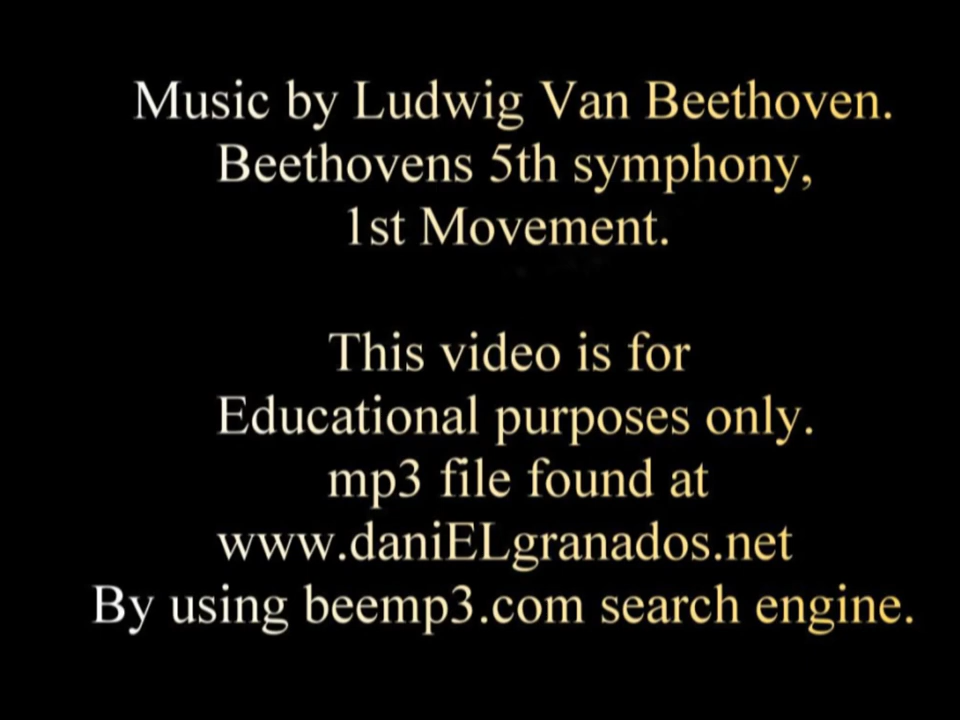 Music by Ludwig Van Beethoven.
Beethovens 5th symphony,
1st Movement.
This video is for
Educational purposes only.
mp3 file found at
www.daniELgranados.net
By using beemp3.com search engine.